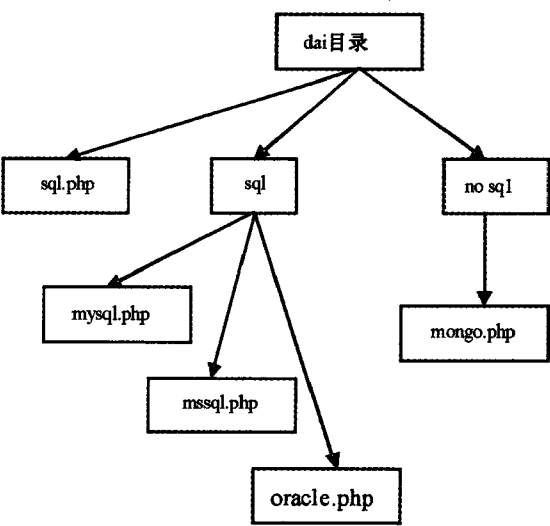 dai目录
sql.php
sql
no sql
mysql.php
mongo.php
mssql.php
oracle.php